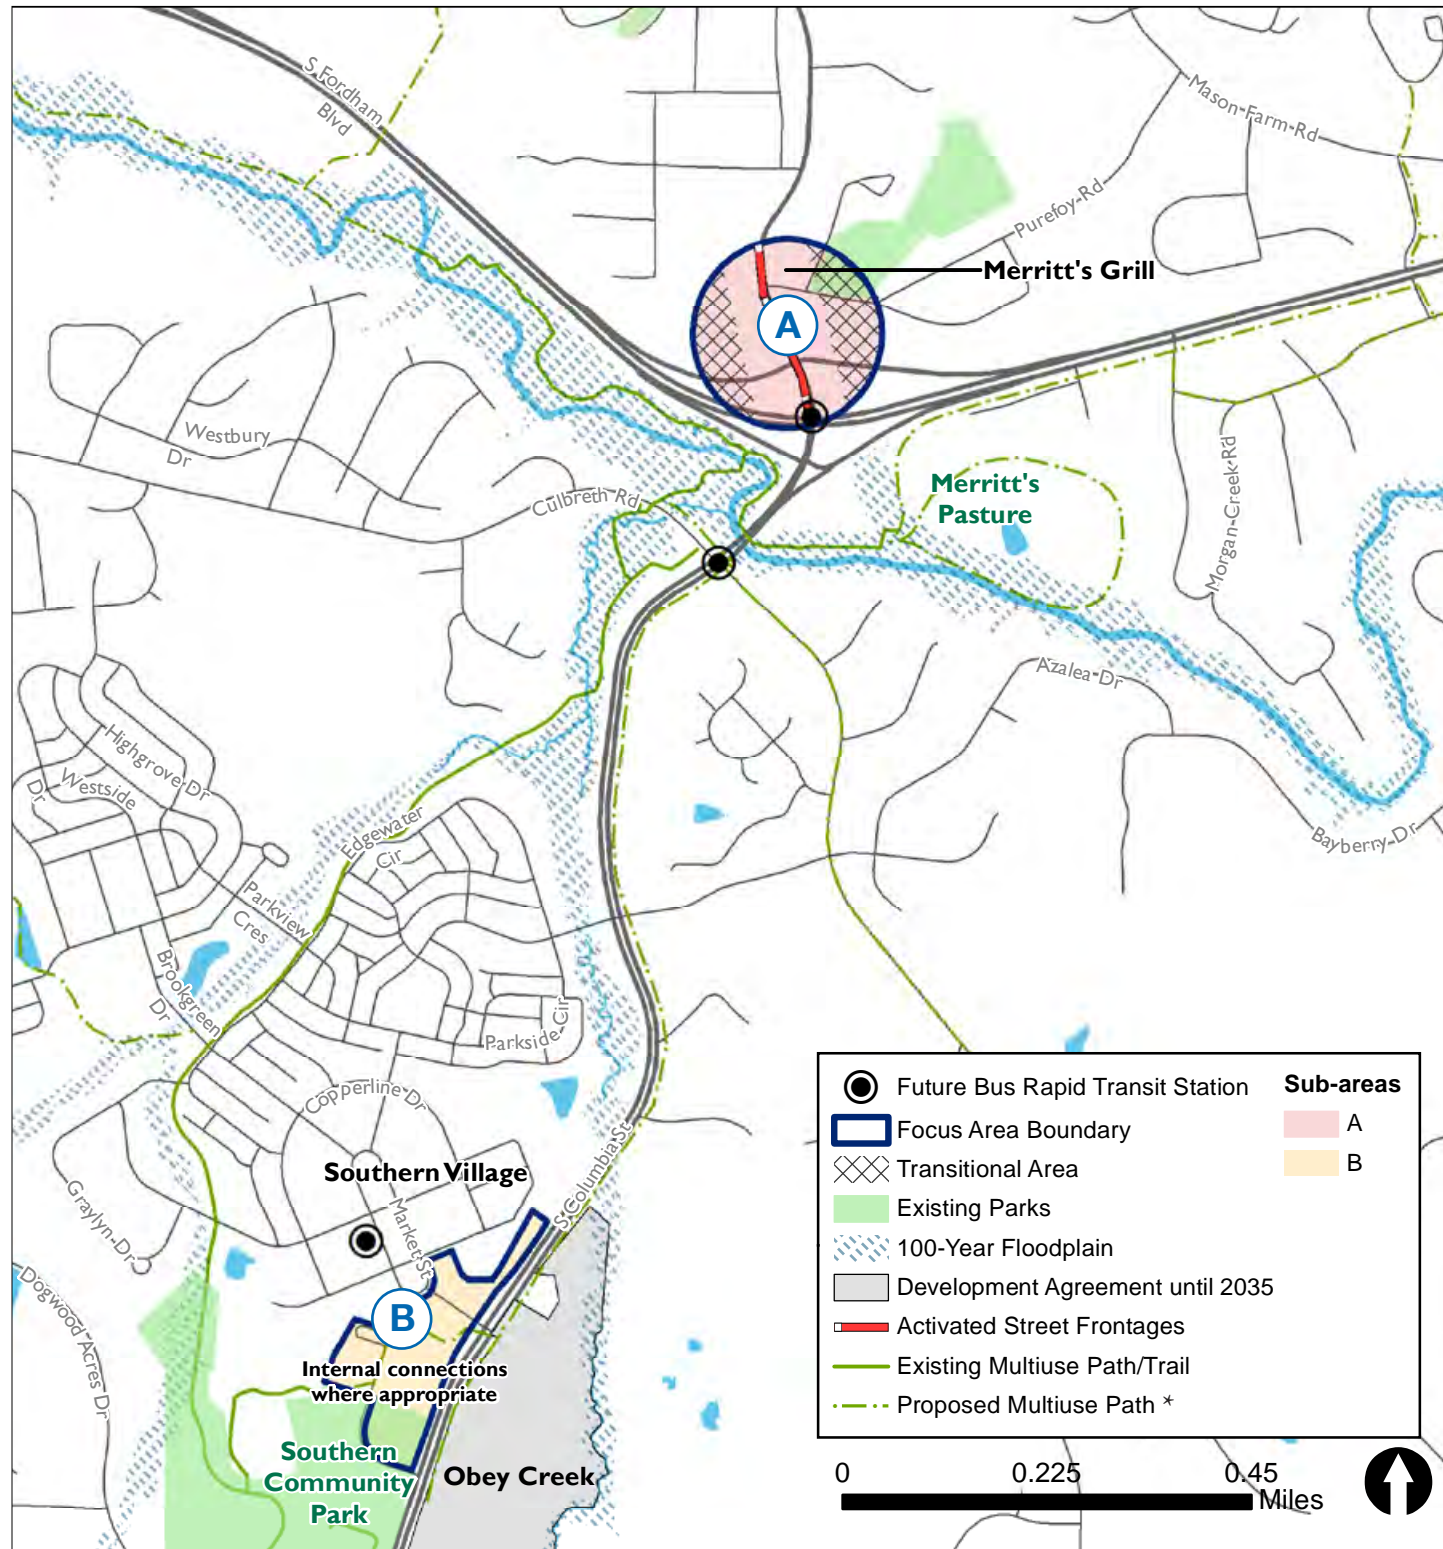 S Fordham
Blvd
Mason Farm Rd
Purefoy Rd
Merritt's Grill
A
Westbury
Dr
Culbreth Rd
Merritt's
Pasture
Morgan Creek Rd
Azalea Dr
Bayberry Dr
Highgrove Dr
Westside
Dr
Edgewater
Cir
Parkview
Cres
Brookgreen
Dr
Parkside Cir
Copperline Dr
Southern Village
Graylyn Dr
Market St
S Columbia St
Dogwood Acres Dr
B
Internal connections
where appropriate
Southern
Community
Park
Obey Creek
Future Bus Rapid Transit Station
Focus Area Boundary
Transitional Area
Existing Parks
100-Year Floodplain
Development Agreement until 2035
Activated Street Frontages
Existing Multiuse Path/Trail
Proposed Multiuse Path *
Sub-areas
A
B
0 0.225 0.45
Miles